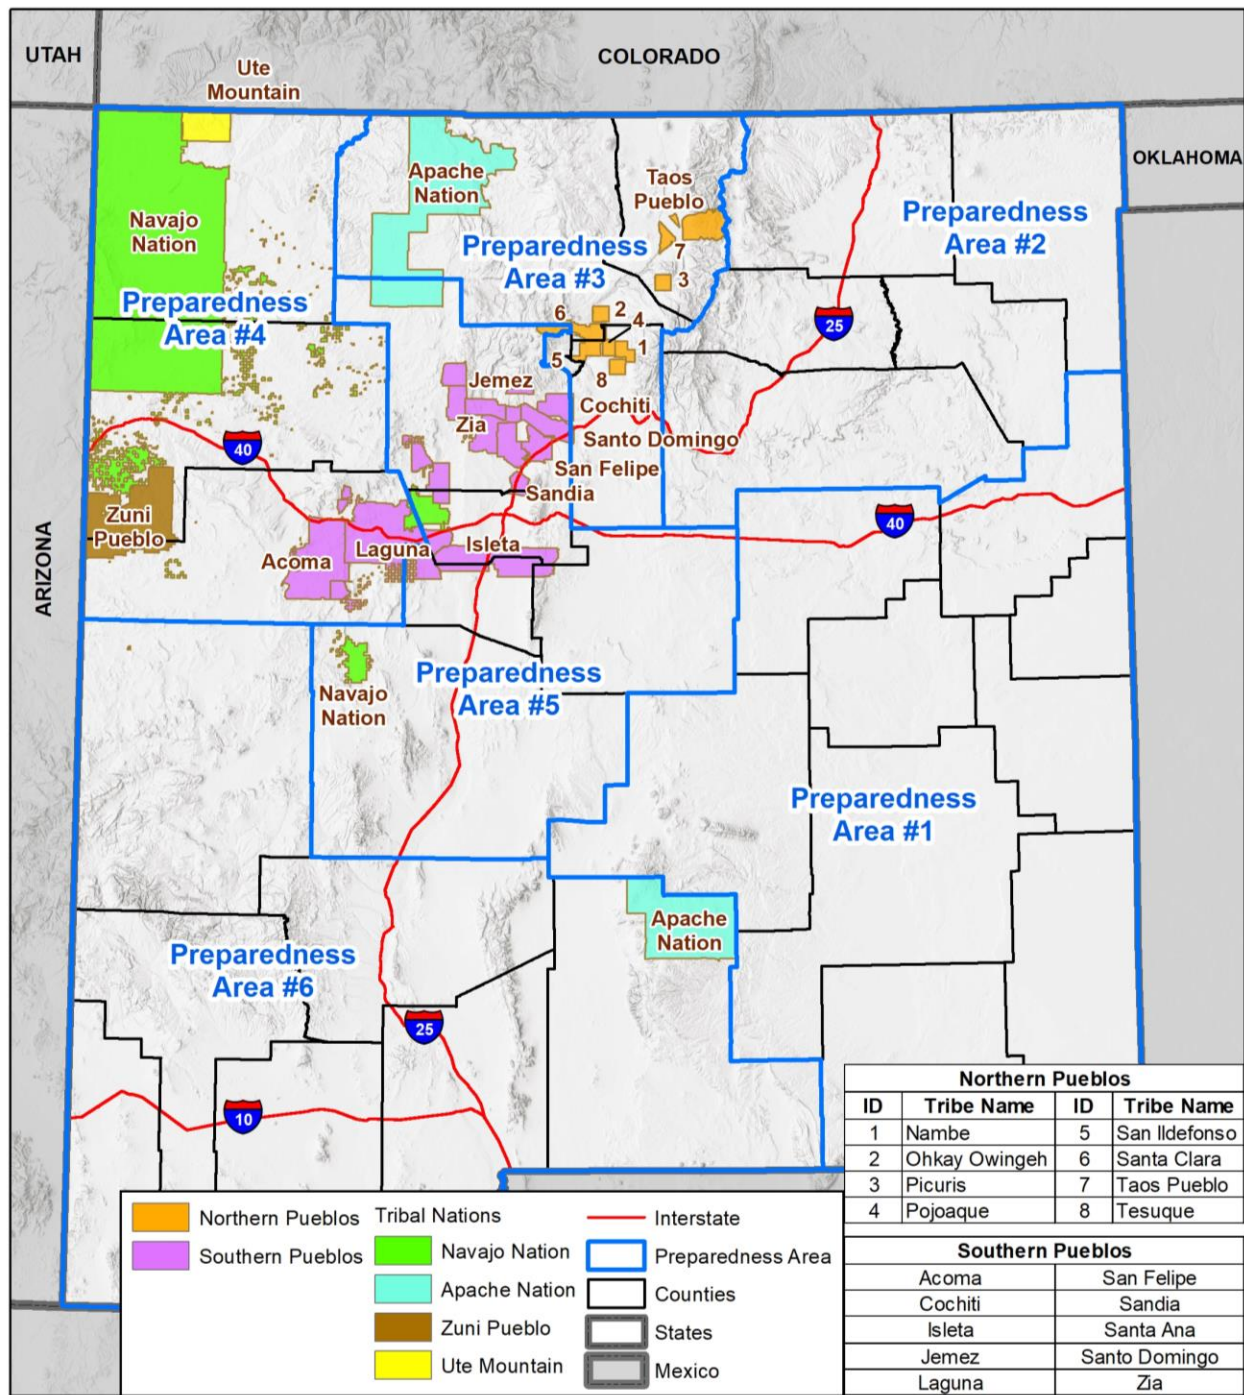 UTAH
COLORADO
Ute
Mountain
OKLAHOMA
Apache
Nation
Taos
Pueblo
Navajo
Nation
Preparedness
Area #2
Preparedness
Area #3
7
3
Preparedness
Area #4
2
6
4
25
1
5
8
Jemez
Cochiti
Zia
Santo Domingo
40
San Felipe
Sandia
Zuni
Pueblo
40
Laguna
Isleta
Acoma
ARIZONA
Preparedness
Area #5
Navajo
Nation
Preparedness
Area #1
Apache
Nation
Preparedness
Area #6
25
10
Northern Pueblos
ID Tribe Name ID Tribe Name
1 Nambe 5 San Ildefonso
2 Ohkay Owingeh 6 Santa Clara
3 Picuris 7 Taos Pueblo
4 Pojoaque 8 Tesuque
Southern Pueblos
Acoma San Felipe
Cochiti Sandia
Isleta Santa Ana
Jemez Santo Domingo
Laguna Zia
Northern Pueblos
Southern Pueblos
Tribal Nations
Navajo Nation
Apache Nation
Zuni Pueblo
Ute Mountain
Interstate
Preparedness Area
Counties
States
Mexico